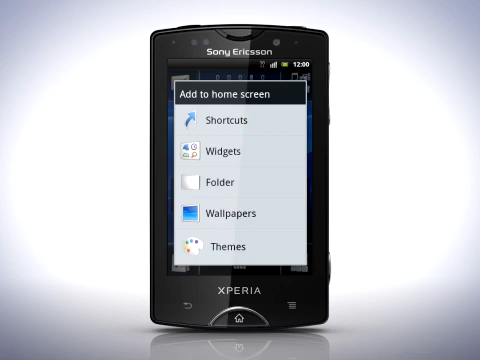 Sony Ericsson
12:00
Add to home screen
Shortcuts
Widgets
Folder
Wallpapers
Themes
XPERIA